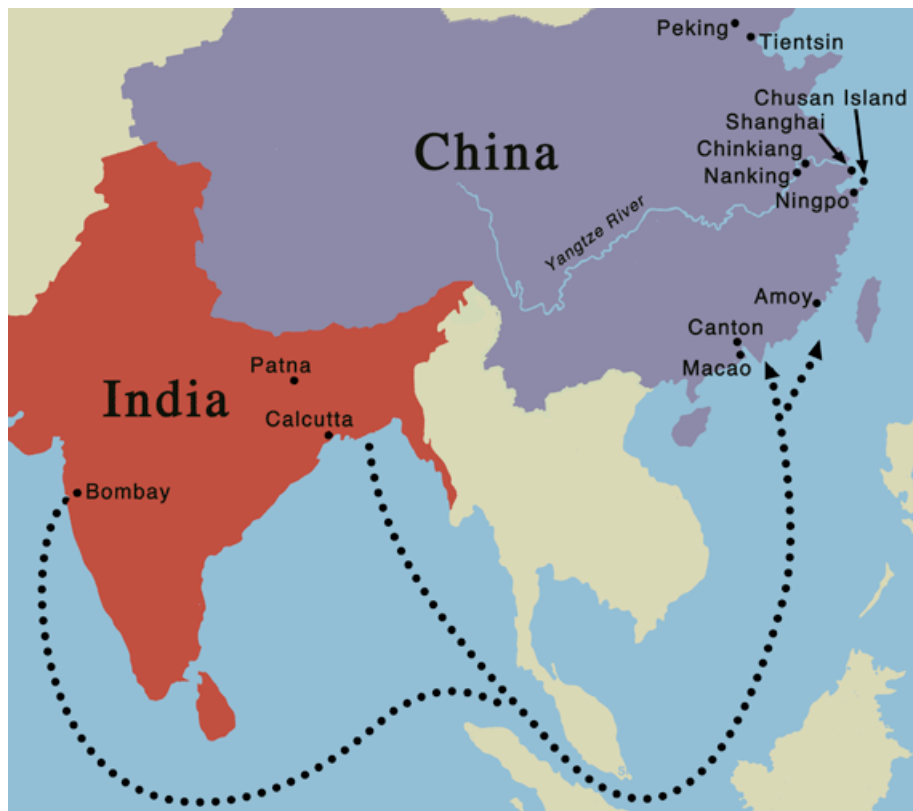 Peking
Tientsin
Chusan Island
Shanghai
China
Chinkiang
Nanking
Ningpo
Yangtze River
Amoy
Canton
Macao
Patna
India
Calcutta
Bombay